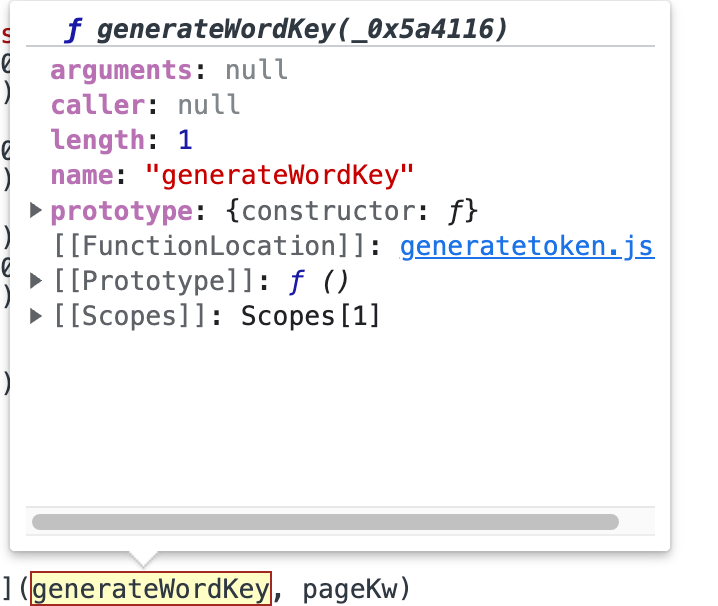 ƒ generateWordKey(_0x5a4116)
arguments: null
caller: null
length: 1
name: "generateWordKey"
▶ prototype: {constructor: ƒ}
[[FunctionLocation]]: generatetoken.js
▶ [[Prototype]]: ƒ ()
▶ [[Scopes]]: Scopes[1]
](generateWordKey, pageKw)